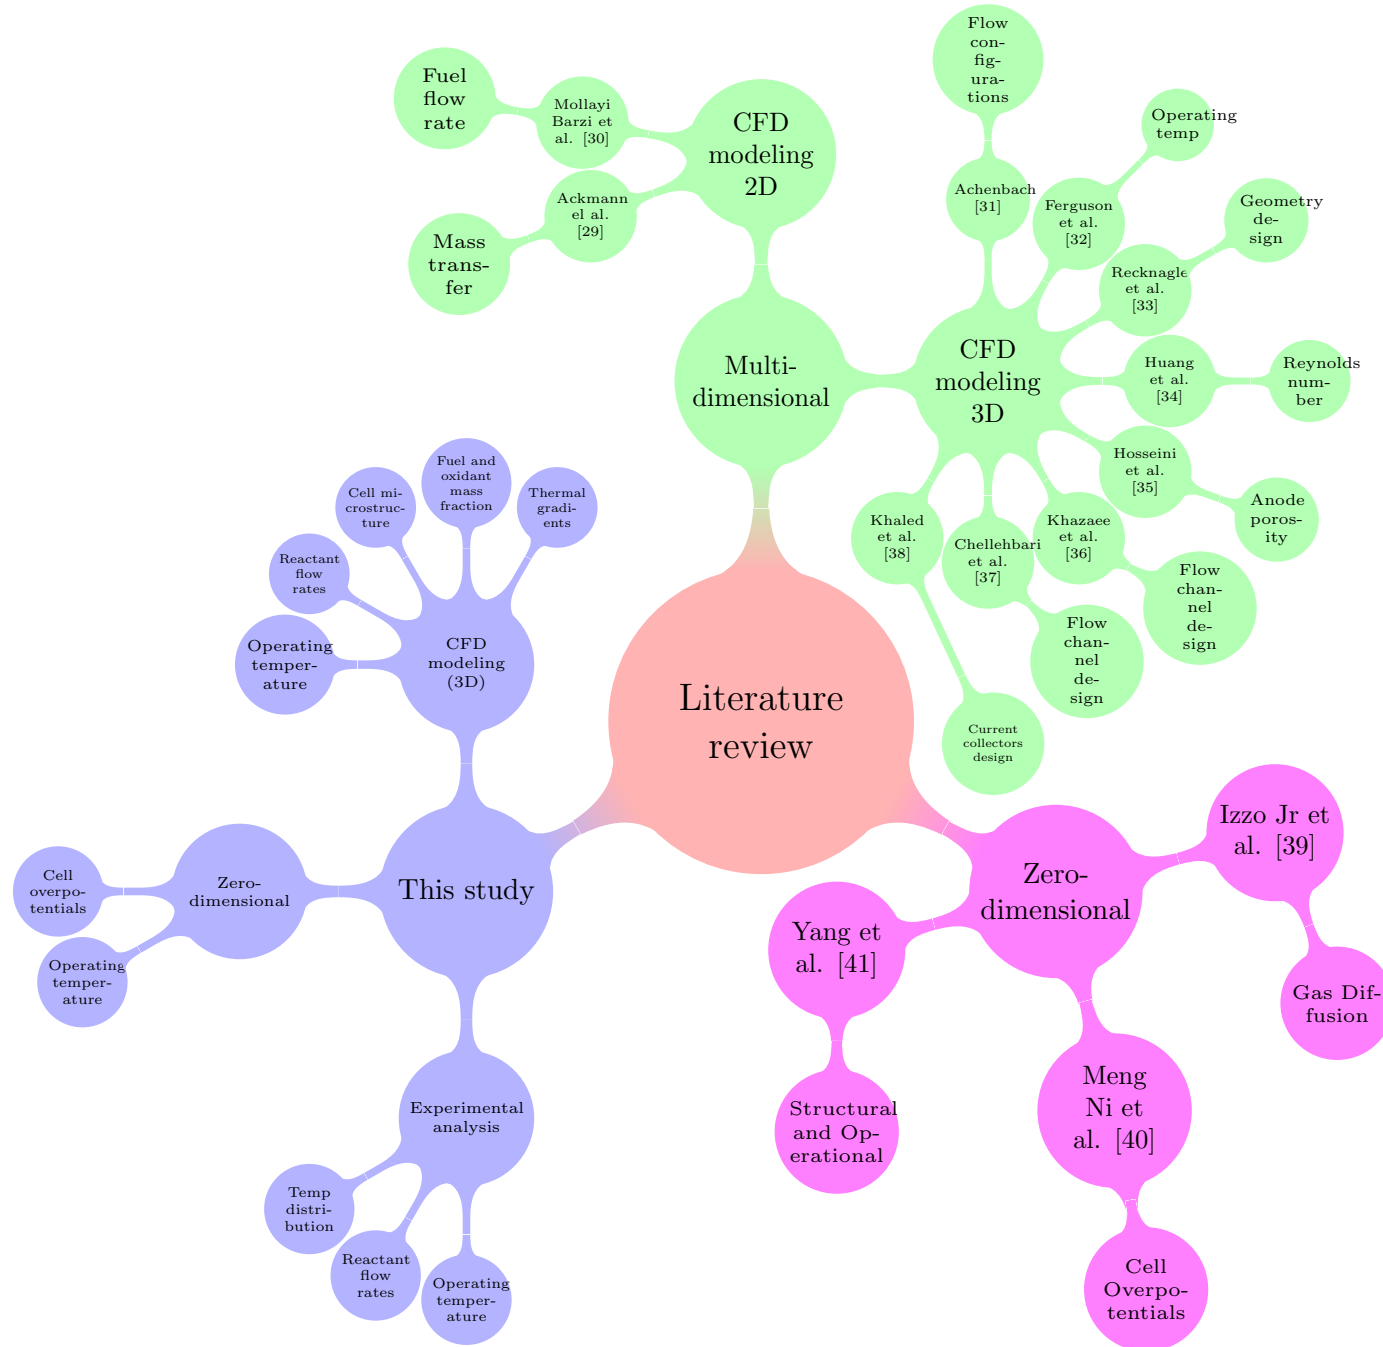 Literature
review
Multi-
dimensional
CFD
modeling
2D
Mollayi
Barzi et
al. [30]
Fuel
flow
rate
Ackmann
el al.
[29]
Mass
trans-
fer
CFD
modeling
3D
Achenbach
[31]
Flow
con-
fig-
ura-
tions
Ferguson
et al.
[32]
Operating
temp
Recknagle
et al.
[33]
Geometry
de-
sign
Huang
et al.
[34]
Reynolds
num-
ber
Hosseini
et al.
[35]
Anode
poros-
ity
Khazaee
et al.
[36]
Flow
chan-
nel
de-
sign
Chellehbari
et al.
[37]
Flow
chan-
nel
de-
sign
Khaled
et al.
[38]
Current
collectors
design
Zero-
dimensional
Izzo Jr et
al. [39]
Gas Dif-
fusion
Meng
Ni et
al. [40]
Cell
Overpo-
tentials
Yang et
al. [41]
Structural
and Op-
erational
This study
CFD
modeling
(3D)
Thermal
gradi-
ents
Fuel and
oxidant
mass
fraction
Cell mi-
crostruc-
ture
Reactant
flow
rates
Operating
temper-
ature
Zero-
dimensional
Cell
overpo-
tentials
Operating
temper-
ature
Experimental
analysis
Temp
distri-
bution
Reactant
flow
rates
Operating
temper-
ature